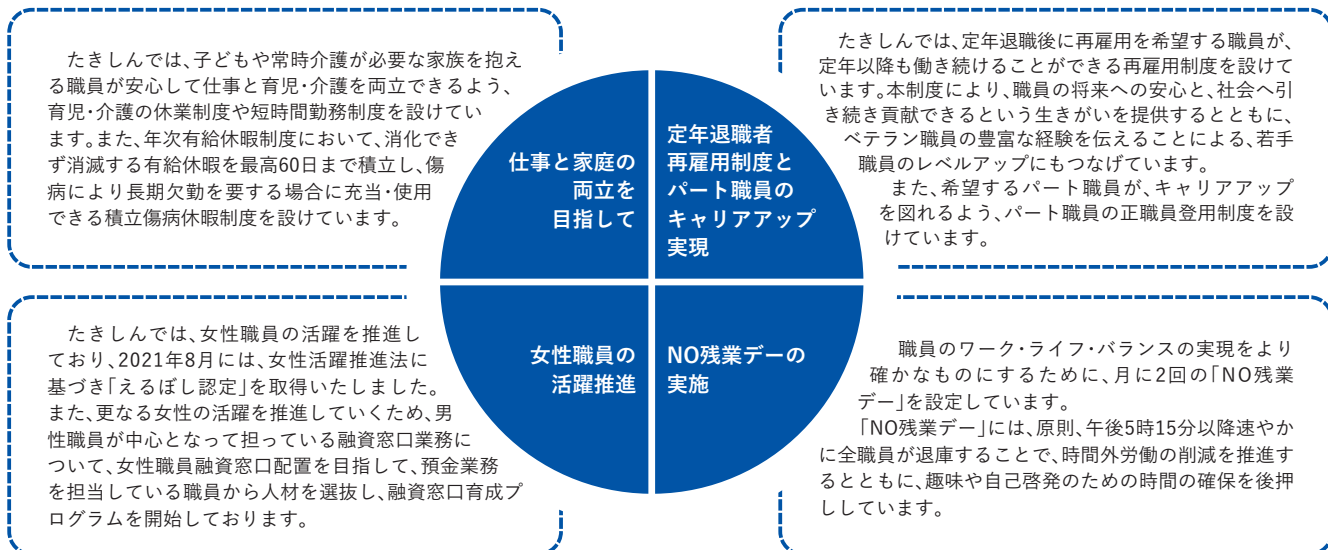 たきしんでは、子どもや常時介護が必要な家族を抱え
る職員が安心して仕事と育児・介護を両立できるよう、
育児・介護の休業制度や短時間勤務制度を設けてい
ます。また、年次有給休暇制度において、消化でき
ず消滅する有給休暇を最高60日まで積立し、傷
病により長期欠勤を要する場合に充当・使用
できる積立傷病休暇制度を設けています。
仕事と家庭の
両立を
目指して
定年退職者
再雇用制度と
パート職員の
キャリアアップ
実現
たきしんでは、定年退職後に再雇用を希望する職員が、
定年以降も働き続けることができる再雇用制度を設けて
います。本制度により、職員の将来への安心と、社会へ引
き続き貢献できるという生きがいを提供するとともに、
ベテラン職員の豊富な経験を伝えることによる、若手
職員のレベルアップにもつなげています。
また、希望するパート職員が、キャリアアップ
を図れるよう、パート職員の正職員登用制度を設
けています。
たきしんでは、女性職員の活躍を推進し
ており、2021年8月には、女性活躍推進法に
基づき「えるぼし認定」を取得いたしました。
また、更なる女性の活躍を推進していくため、男
性職員が中心となって担っている融資窓口業務に
ついて、女性職員融資窓口配置を目指して、預金業務
を担当している職員から人材を選抜し、融資窓口育成プ
ログラムを開始しております。
女性職員の
活躍推進
NO残業デーの
実施
職員のワーク・ライフ・バランスの実現をより
確かなものにするために、月に2回の「NO残業
デー」を設定しています。
「NO残業デー」には、原則、午後5時15分以降速やか
に全職員が退庫することで、時間外労働の削減を推進す
るとともに、趣味や自己啓発のための時間の確保を後押
ししています。